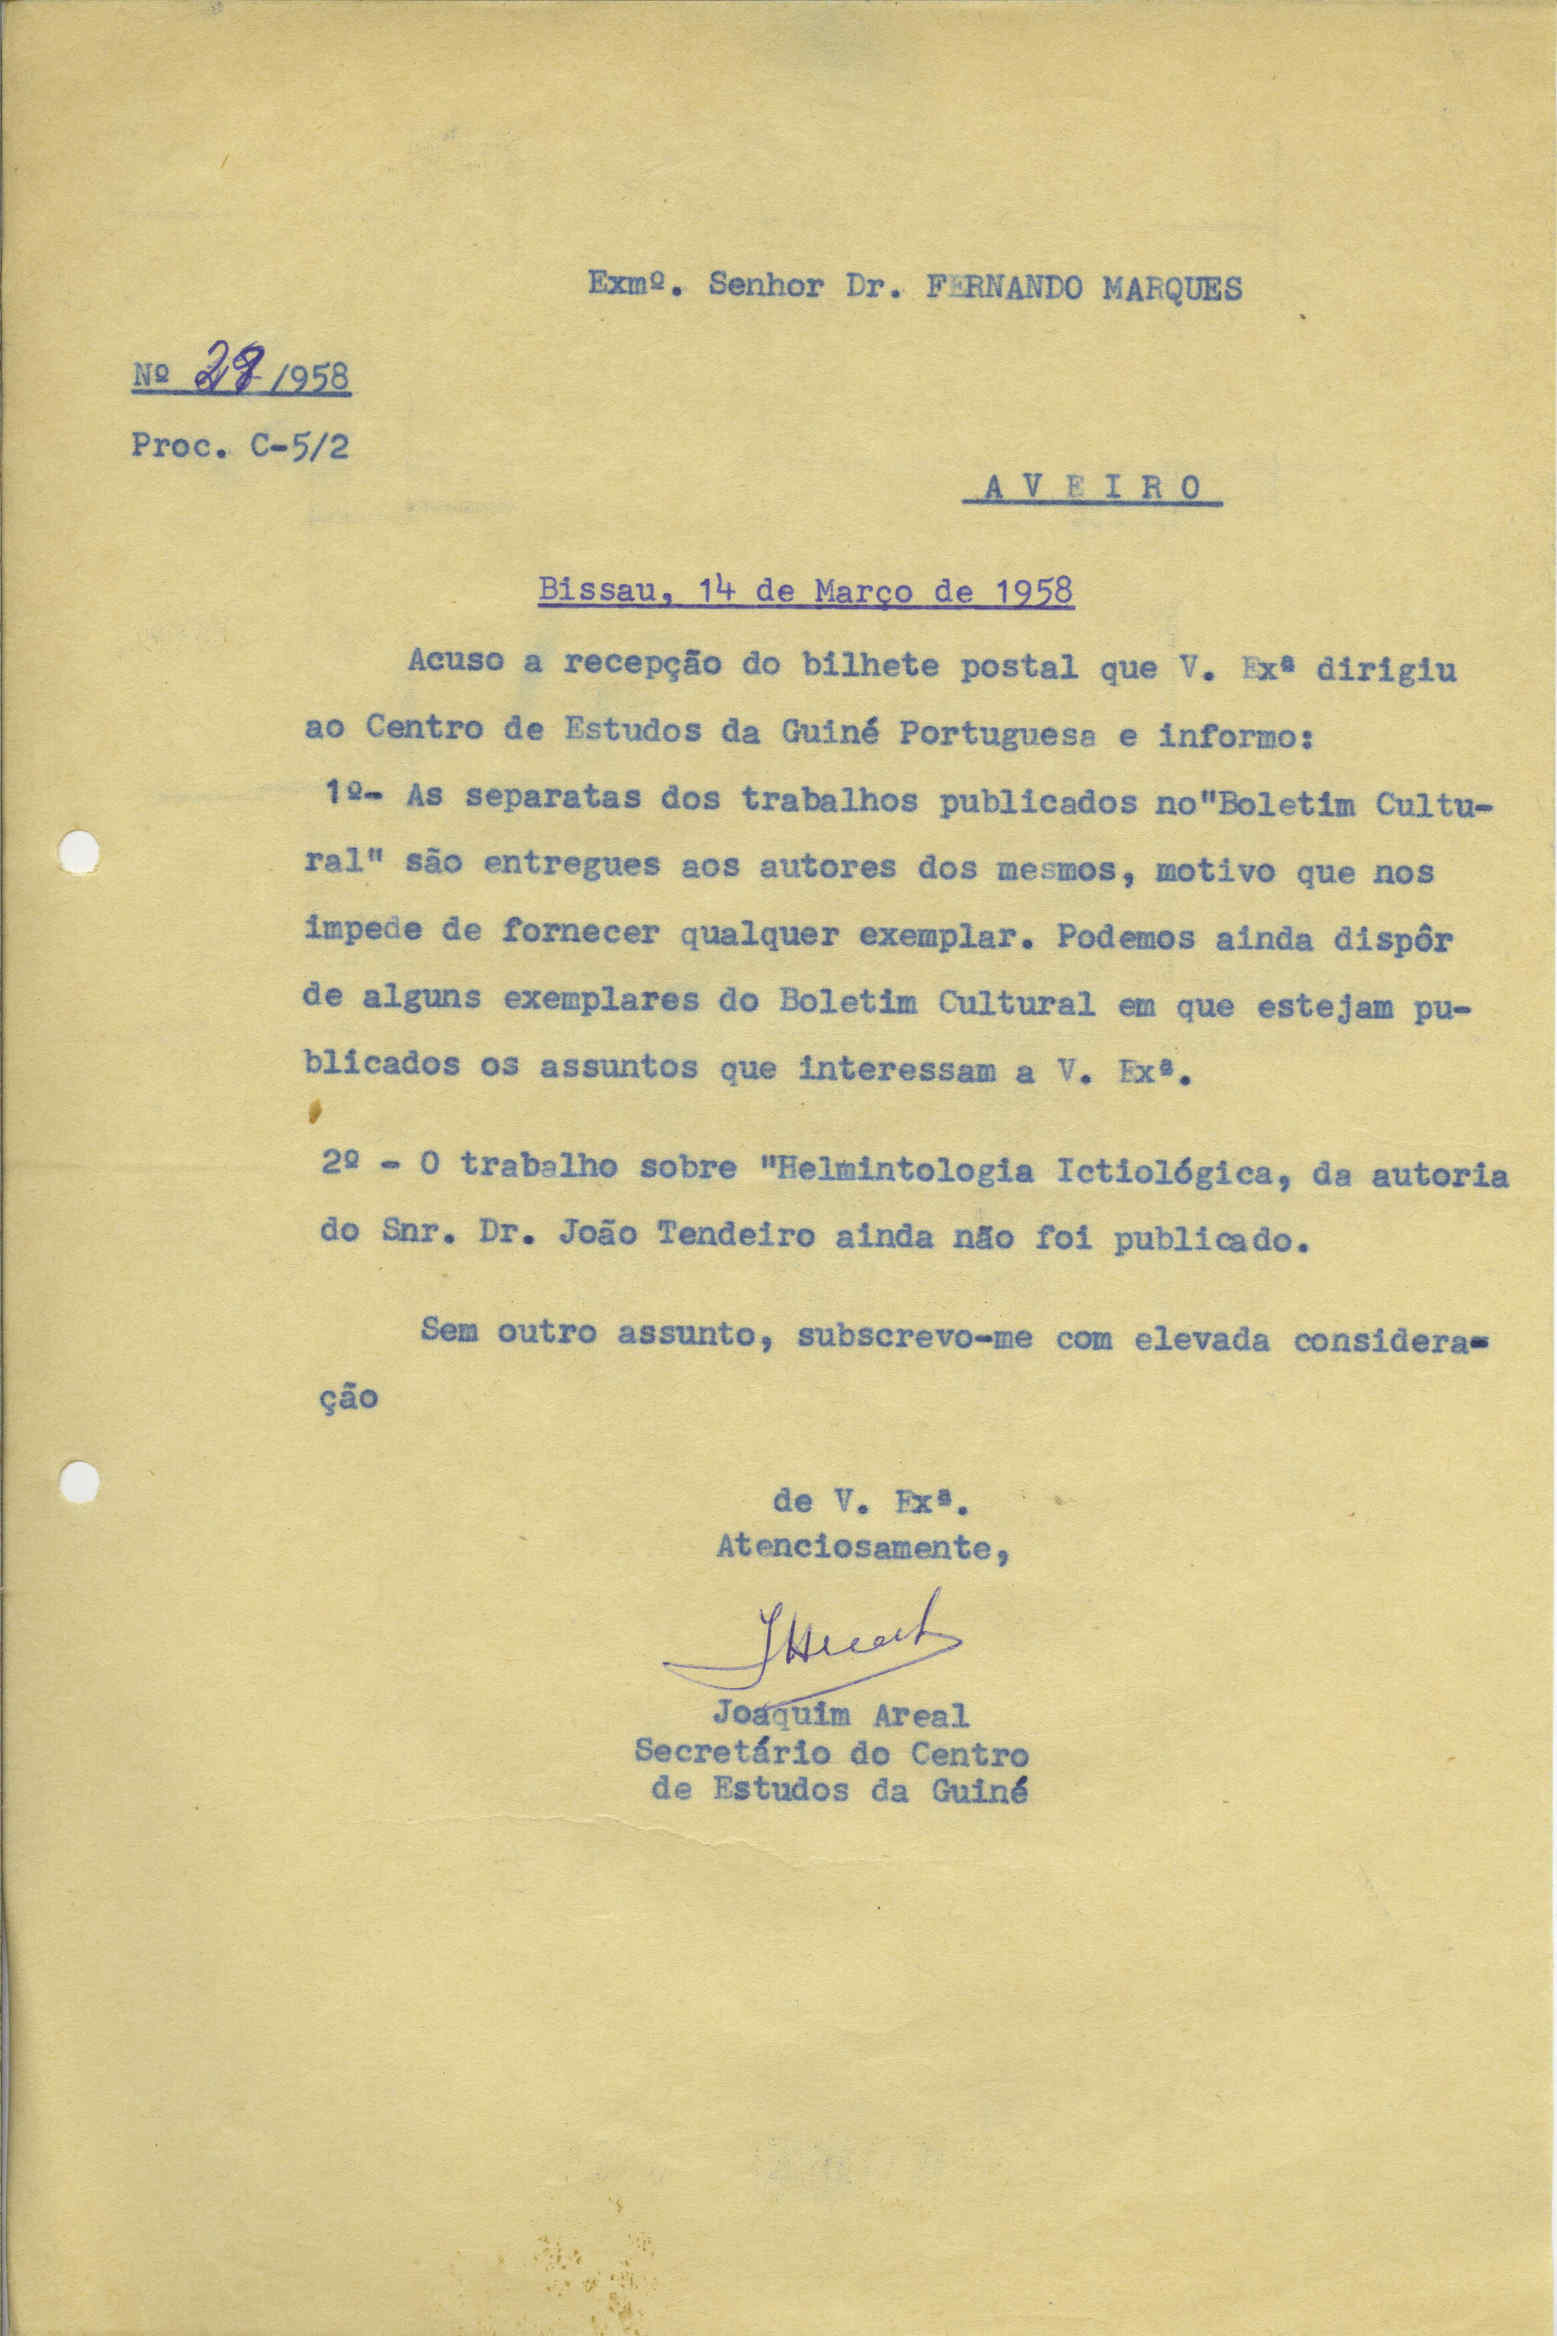 Exmº. Senhor Dr. FERNANDO MARQUES
Nº 28/1958
Proc. C-5/2
A V E I R O
Bissau, 14 de Março de 1958
Acuso a recepção do bilhete postal que V. Exª dirigiu
ao Centro de Estudos da Guiné Portuguesa e informo:
1º- As separatas dos trabalhos publicados no"Boletim Cultu-
ral" são entregues aos autores dos mesmos, motivo que nos
impede de fornecer qualquer exemplar. Podemos ainda dispôr
de alguns exemplares do Boletim Cultural em que estejam pu-
blicados os assuntos que interessam a V. Exª.
2º - O trabalho sobre "Helmintologia Ictiológica, da autoria
do Snr. Dr. João Tendeiro ainda não foi publicado.
Sem outro assunto, subscrevo-me com elevada considera-
ção
de V. Exª.
Atenciosamente,
Joaquim Areal
Secretário do Centro
de Estudos da Guiné